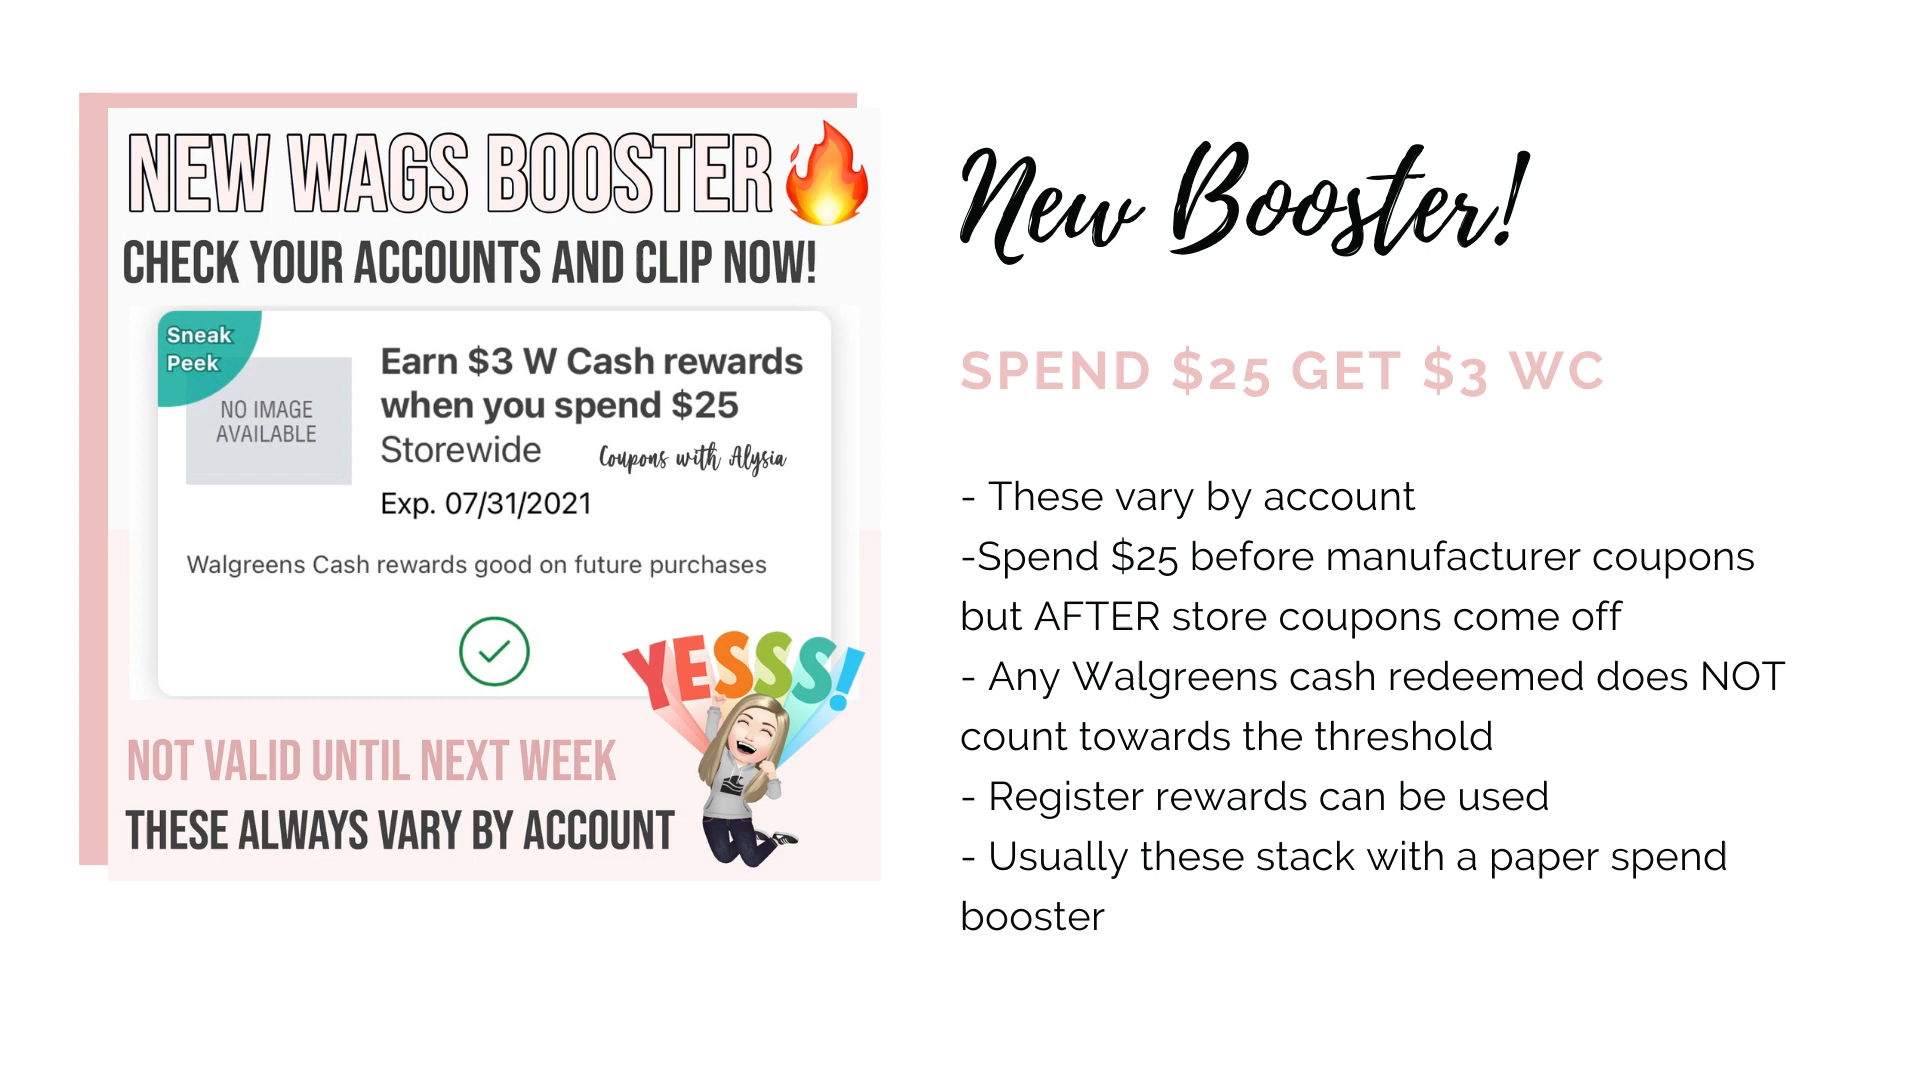 NEW WAGS BOOSTER
CHECK YOUR ACCOUNTS AND CLIP NOW!
Sneak
Peek
NO IMAGE
AVAILABLE
Earn $3 W Cash rewards
when you spend $25
Storewide
Coupons with Alysia
Exp. 07/31/2021
Walgreens Cash rewards good on future purchases
YESSS!
NOT VALID UNTIL NEXT WEEK
THESE ALWAYS VARY BY ACCOUNT
New Booster!
SPEND $25 GET $3 WC
- These vary by account
-Spend $25 before manufacturer coupons
but AFTER store coupons come off
- Any Walgreens cash redeemed does NOT
count towards the threshold
- Register rewards can be used
- Usually these stack with a paper spend
booster